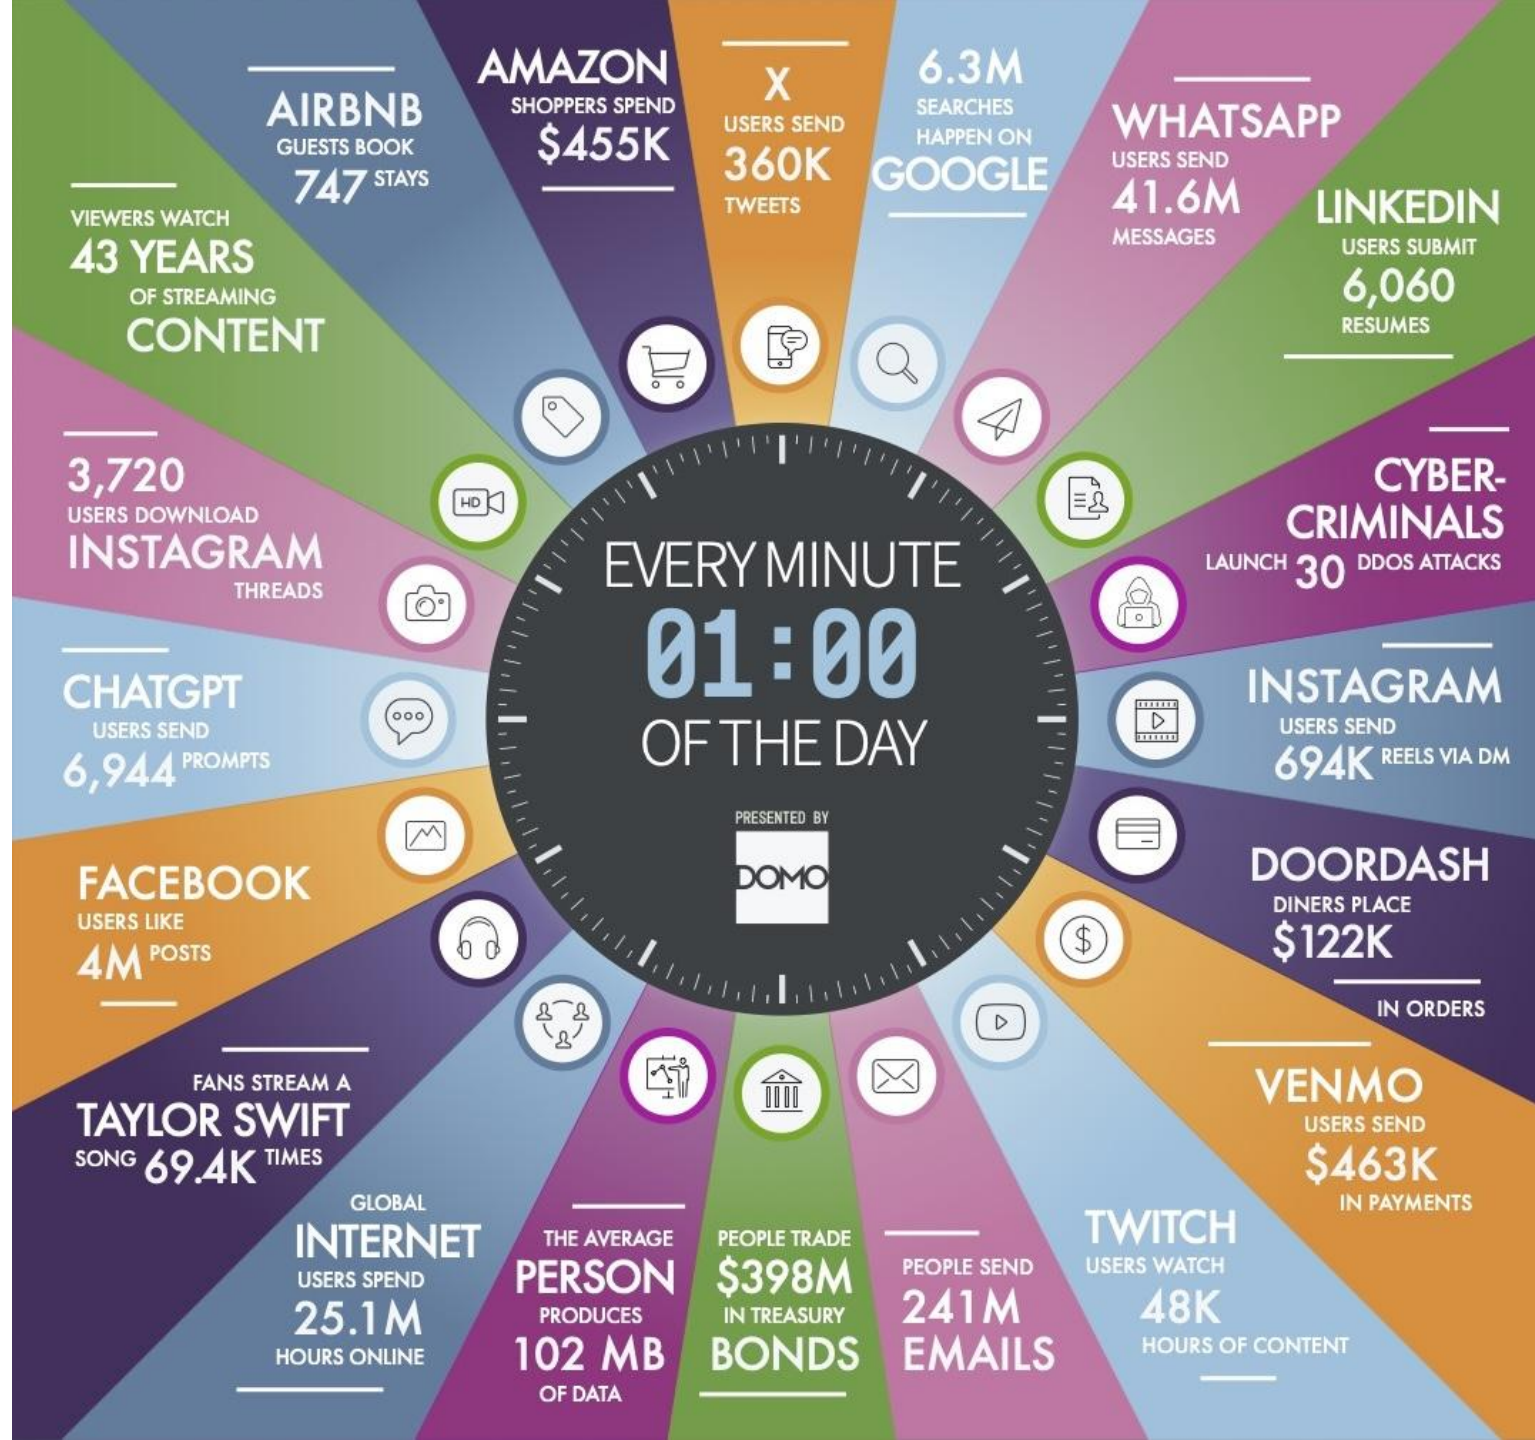 AMAZON
SHOPPERS SPEND
$455K
X
USERS SEND
360K
TWEETS
6.3M
SEARCHES
HAPPEN ON
GOOGLE
WHATSAPP
USERS SEND
41.6M
MESSAGES
LINKEDIN
USERS SUBMIT
6,060
RESUMES
CYBER-
CRIMINALS
LAUNCH 30 DDOS ATTACKS
INSTAGRAM
USERS SEND
694K REELS VIA DM
DOORDASH
DINERS PLACE
$122K
IN ORDERS
VENMO
USERS SEND
$463K
IN PAYMENTS
TWITCH
USERS WATCH
48K
HOURS OF CONTENT
PEOPLE SEND
241M
EMAILS
PEOPLE TRADE
$398M
IN TREASURY
BONDS
THE AVERAGE
PERSON
PRODUCES
102 MB
OF DATA
GLOBAL
INTERNET
USERS SPEND
25.1M
HOURS ONLINE
FANS STREAM A
TAYLOR SWIFT
SONG 69.4K TIMES
FACEBOOK
USERS LIKE
4M POSTS
CHATGPT
USERS SEND
6,944 PROMPTS
3,720
USERS DOWNLOAD
INSTAGRAM
THREADS
VIEWERS WATCH
43 YEARS
OF STREAMING
CONTENT
AIRBNB
GUESTS BOOK
747 STAYS
HD
EVERY MINUTE
01:00
OF THE DAY
PRESENTED BY
DOMO